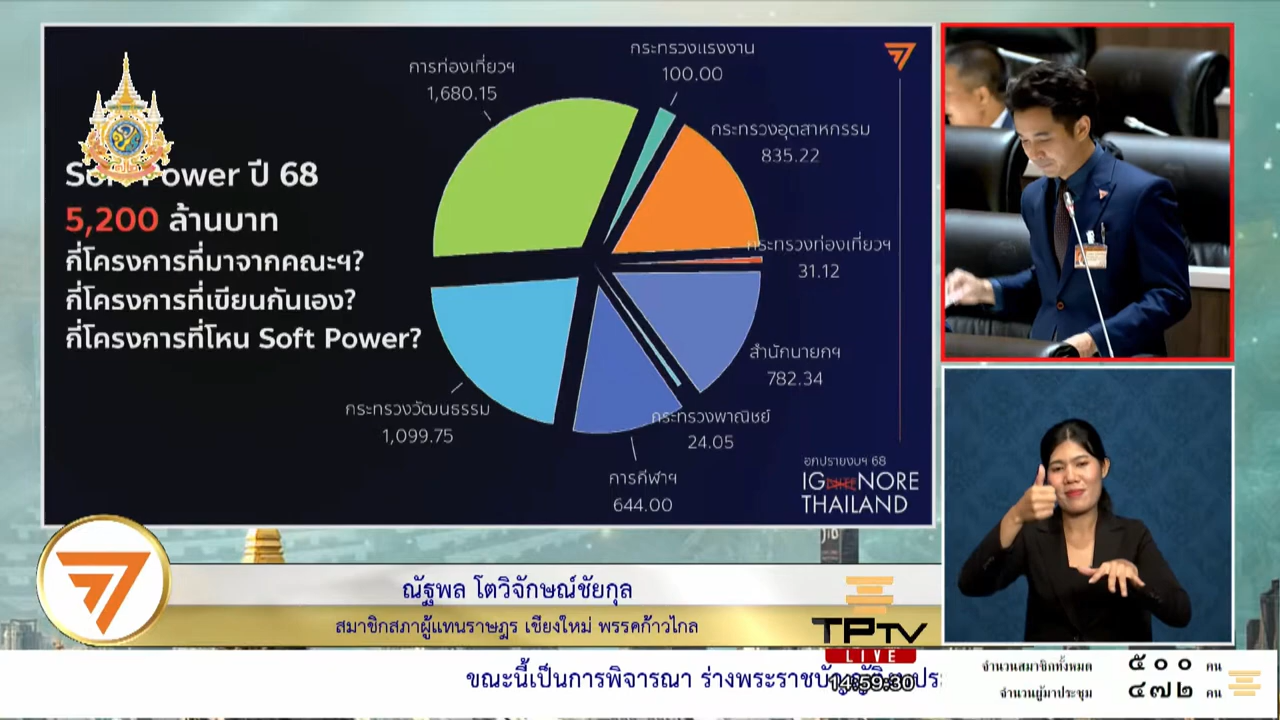 Soft Power ปี 68
5,200 ล้านบาท
กี่โครงการที่มาจากคณะฯ?
กี่โครงการที่เขียนกันเอง?
กี่โครงการที่โหน Soft Power?
การท่องเที่ยวฯ
1,680.15
กระทรวงแรงงาน
100.00
กระทรวงอุตสาหกรรม
835.22
กระทรวงท่องเที่ยวฯ
31.12
สำนักนายกฯ
782.34
กระทรวงพาณิชย์
24.05
การกีฬาฯ
644.00
กระทรวงวัฒนธรรม
1,099.75
อภิปรายงบฯ 68
IG NORE
THAILAND
ณัฐพล โตวิจักษณ์ชัยกุล
สมาชิกสภาผู้แทนราษฎร เชียงใหม่ พรรคก้าวไกล
TPTV
LIVE
14:59:30
ขณะนี้เป็นการพิจารณา ร่างพระราชบัญญัติ
จำนวนสมาชิกทั้งหมด ๕๐๐ คน
จำนวนผู้มาประชุม ๔๗๒ คน